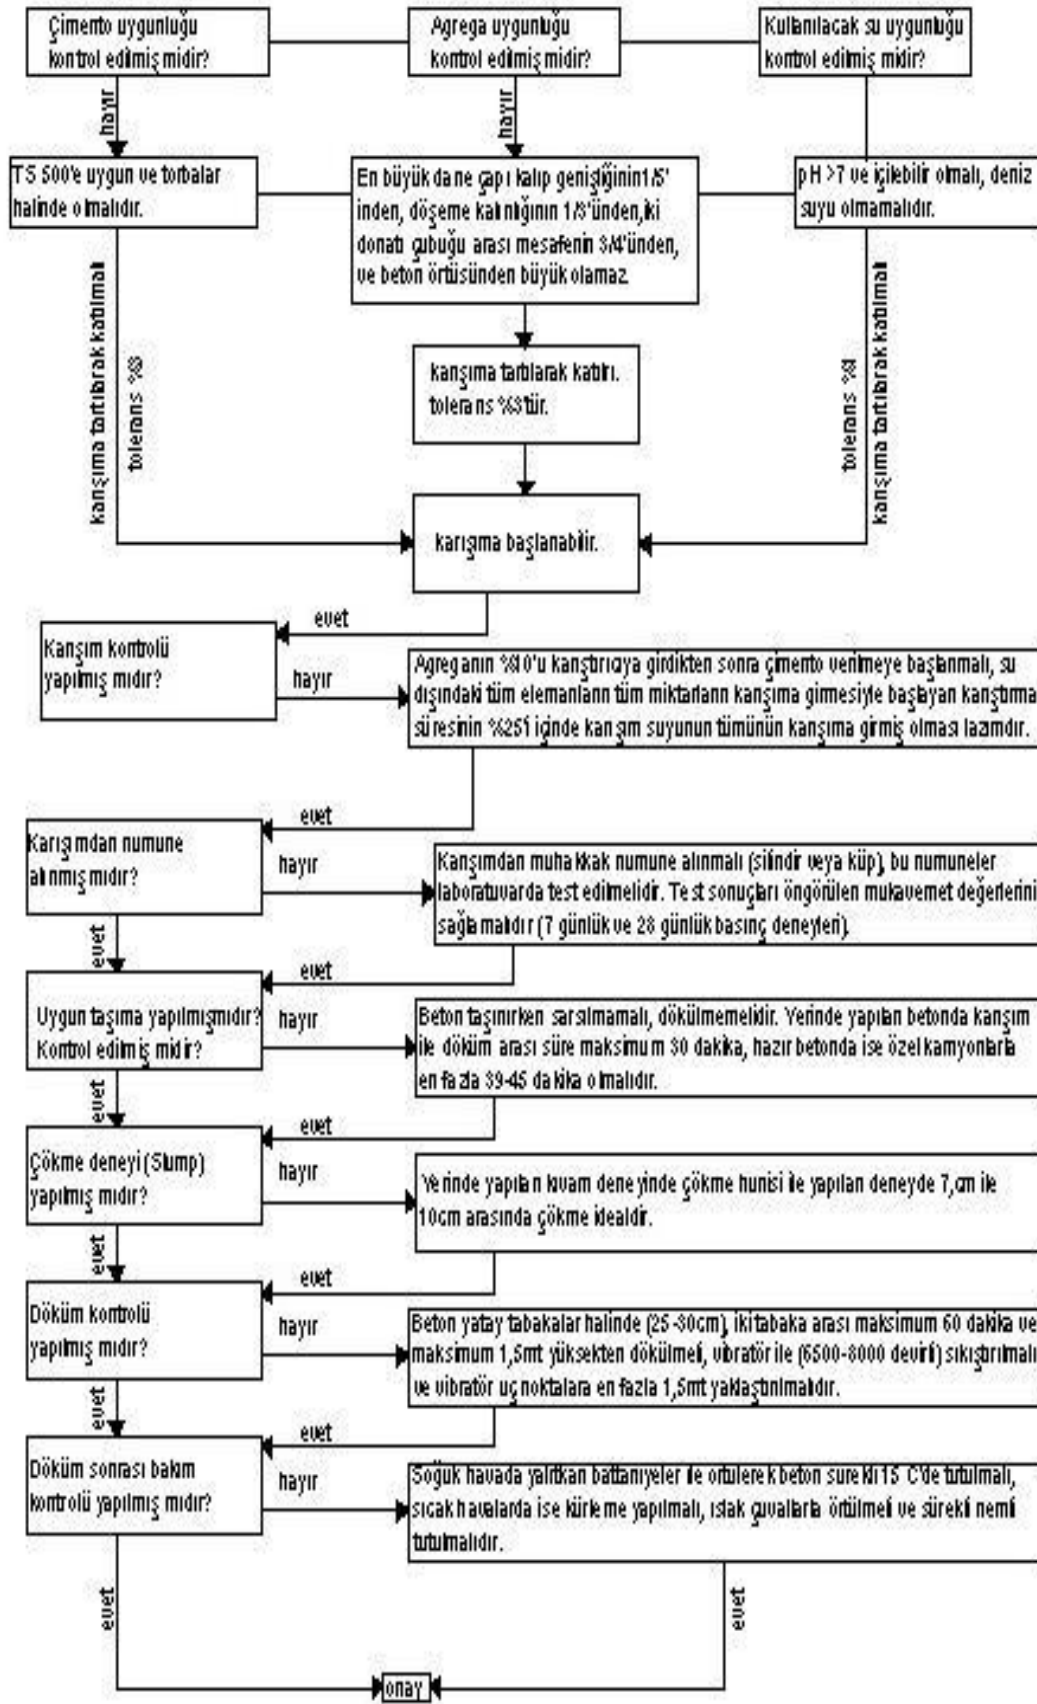 Çimento uygunluğu
kontrol edilmiş midir?
Agrega uygunluğu
kontrol edilmiş midir?
Kullanılacak su uygunluğu
kontrol edilmiş midir?
hayır
hayır
TS 500'e uygun ve torbalar
halinde olmalıdır.
En büyük dane çapı kalıp genişliğinin 1/5'
inden, döşeme kalınlığının 1/3'ünden, iki
donatı çubuğu arası mesafenin 3/4'ünden,
ve beton örtüsünden büyük olamaz.
pH >7 ve içilebilir olmalı, deniz
suyu olmamalıdır.
karışıma tartılarak katılmalı
tolerans %3
karışıma tartılarak katılır.
tolerans %3'tür.
tolerans %1
karışıma tartılarak katılmalı
karışıma başlanabilir.
evet
Karışım kontrolü
yapılmış mıdır?
hayır
Agreganın %10'u karıştırıcıya girdikten sonra çimento verilmeye başlanmalı, su
dışındaki tüm elemanların tüm miktarların karışıma girmesiyle başlayan karıştırma
süresinin %25'i içinde karışım suyunun tümünün karışıma girmiş olması lazımdır.
evet
Karışımdan numune
alınmış mıdır?
hayır
Karışımdan muhakkak numune alınmalı (silindir veya küp), bu numuneler
laboratuvarda test edilmelidir. Test sonuçları öngörülen mukavemet değerlerini
sağlamalıdır (7 günlük ve 28 günlük basınç deneyleri).
evet
evet
Uygun taşıma yapılmışmıdır?
Kontrol edilmiş midir?
hayır
Beton taşınırken sarsılmamalı, dökülmemelidir. Yerinde yapılan betonda karışım
ile döküm arası süre maksimum 30 dakika, hazır betonda ise özel kamyonlarla
en fazla 39-45 dakika olmalıdır.
evet
evet
Çökme deneyi (Slump)
yapılmış mıdır?
hayır
Yerinde yapılan kıvam deneyinde çökme hunisi ile yapılan deneyde 7,cm ile
10cm arasında çökme idealdir.
evet
evet
Döküm kontrolü
yapılmış mıdır?
hayır
Beton yatay tabakalar halinde (25-30cm), iki tabaka arası maksimum 60 dakika ve
maksimum 1,5mt yüksekten dökülmeli, vibratör ile (6500-8000 devirli) sıkıştırılmalı
ve vibratör uç noktalara en fazla 1,5mt yaklaştırılmalıdır.
evet
evet
Döküm sonrası bakım
kontrolü yapılmış mıdır?
hayır
Soğuk havada yalıtkan battaniyeler ile örtülerek beton sürekli 15 C'de tutulmalı,
sıcak havalarda ise kürleme yapılmalı, ıslak çuvallarla örtülmeli ve sürekli nemli
tutulmalıdır.
evet
evet
onay